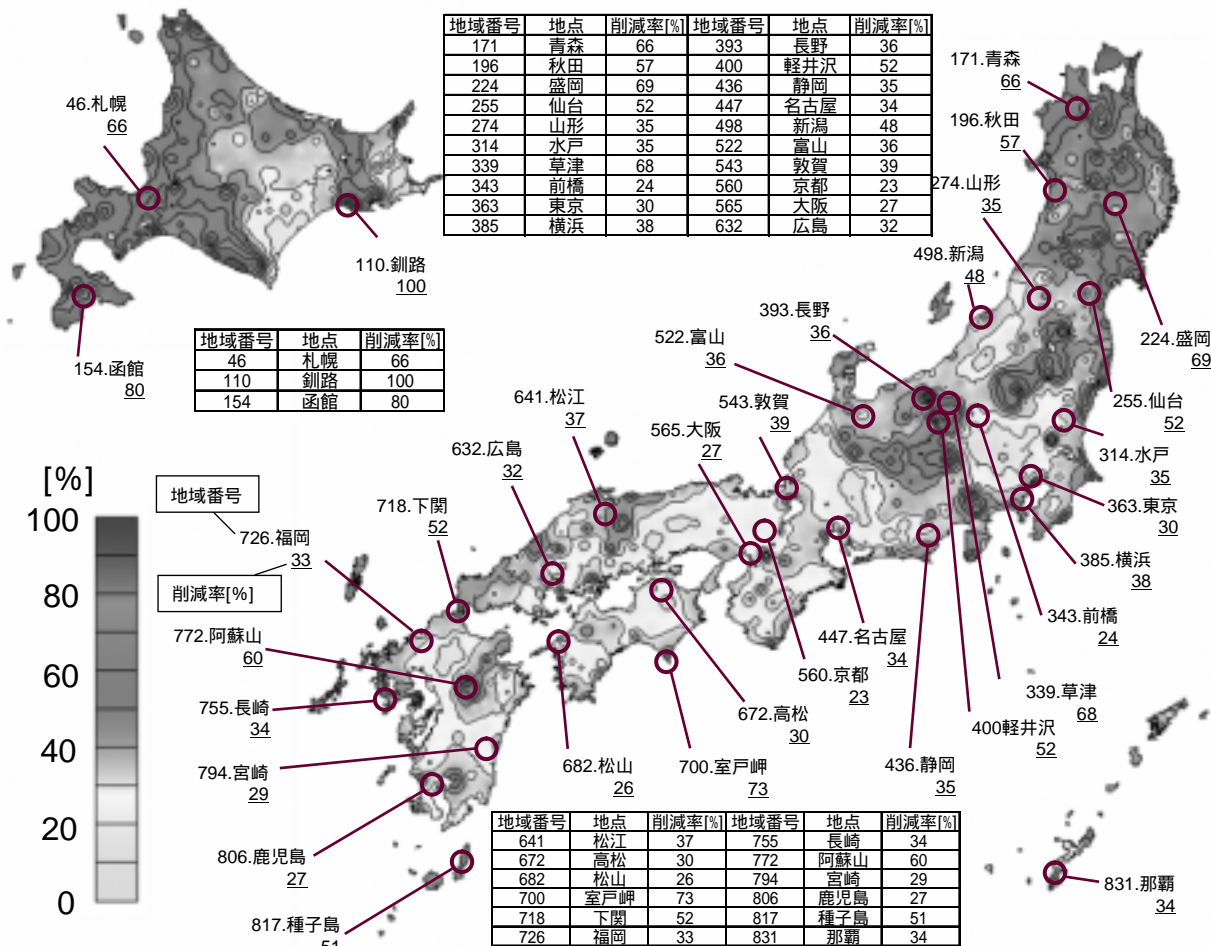 地域番号 地点 削減率[%] 地域番号 地点 削減率[%]
171 青森 66 393 長野 36
196 秋田 57 400 軽井沢 52
224 盛岡 69 436 静岡 35
255 仙台 52 447 名古屋 34
274 山形 35 498 新潟 48
314 水戸 35 522 富山 36
339 草津 68 543 敦賀 39
343 前橋 24 560 京都 23
363 東京 30 565 大阪 27
385 横浜 38 632 広島 32
171.青森
66
46.札幌
66
196.秋田
57
274.山形
35
110.釧路
100
498.新潟
48
393.長野
36
522.富山
36
224.盛岡
69
154.函館
80
地域番号 地点 削減率[%]
46 札幌 66
110 釧路 100
154 函館 80
641.松江
37
543.敦賀
39
255.仙台
52
565.大阪
27
632.広島
32
314.水戸
35
[%]
100
80
60
40
20
0
地域番号
718.下関
52
363.東京
30
726.福岡
33
385.横浜
38
削減率[%]
343.前橋
24
772.阿蘇山
60
447.名古屋
34
560.京都
23
339.草津
68
755.長崎
34
672.高松
30
400軽井沢
52
794.宮崎
29
682.松山
26
700.室戸岬
73
436.静岡
35
806.鹿児島
27
817.種子島
51
831.那覇
34
地域番号 地点 削減率[%] 地域番号 地点 削減率[%]
641 松江 37 755 長崎 34
672 高松 30 772 阿蘇山 60
682 松山 26 794 宮崎 29
700 室戸岬 73 806 鹿児島 27
718 下関 52 817 種子島 51
726 福岡 33 831 那覇 34